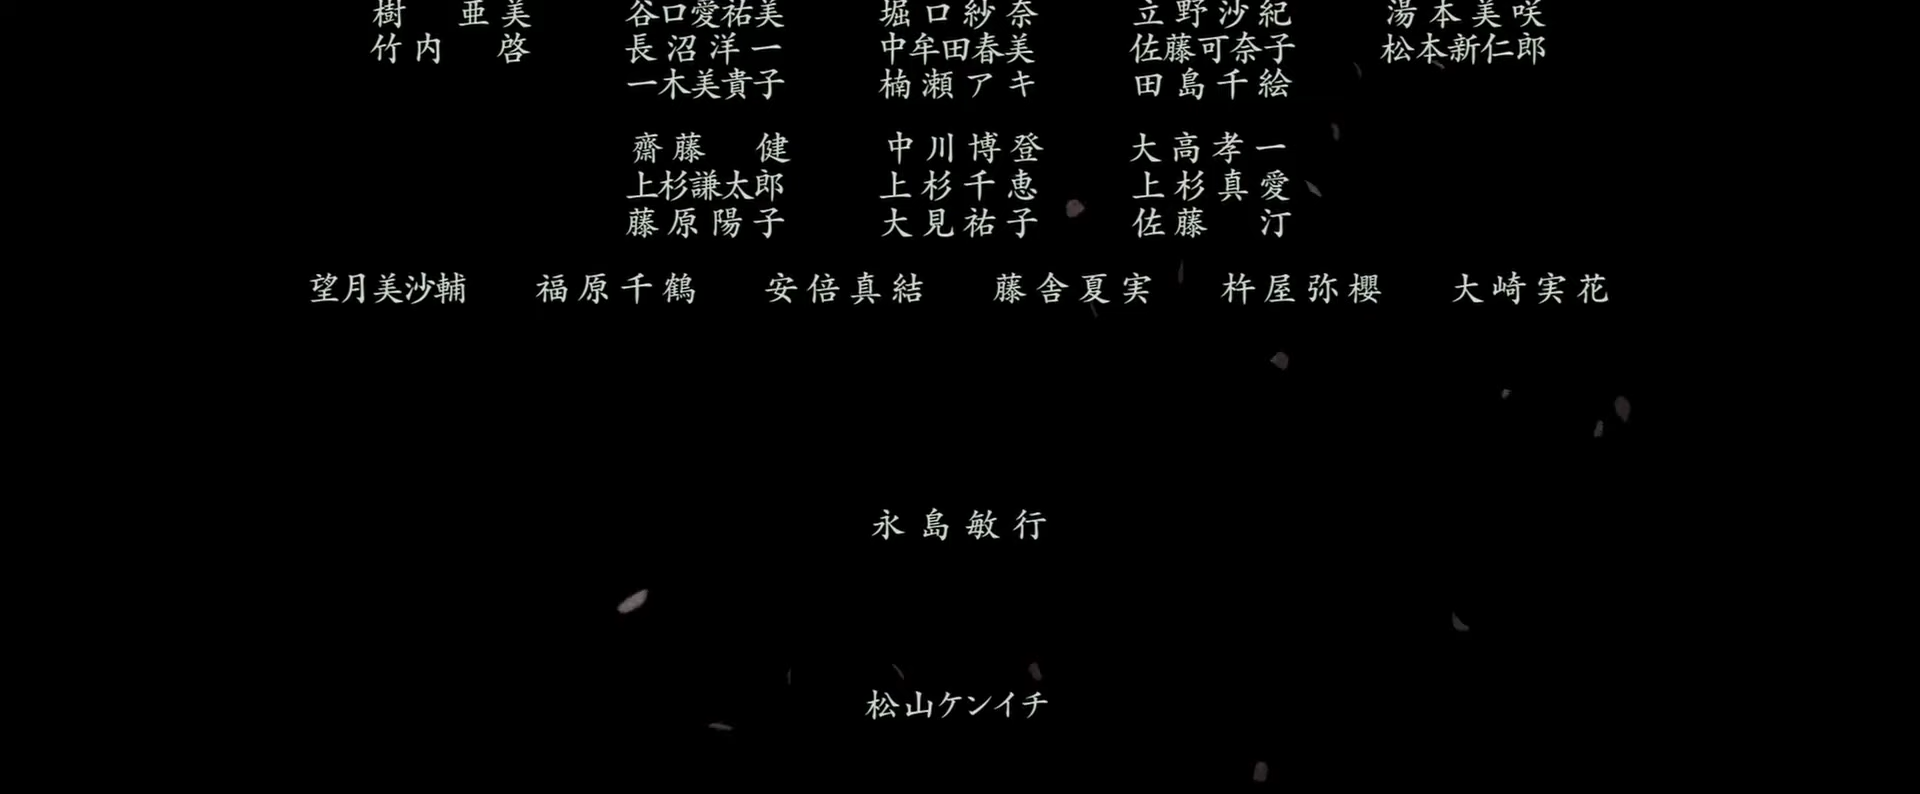 樹 亜美 谷口愛祐美 堀口紗奈 立野沙紀 湯本美咲
竹内 啓 長沼洋一 中牟田春美 佐藤可奈子 松本新仁郎
一木美貴子 楠瀬アキ 田島千絵
齋藤 健 中川博登 大高孝一
上杉謙太郎 上杉千恵 上杉真愛
藤原陽子 大見祐子 佐藤 汀
望月美沙輔 福原千鶴 安倍真結 藤舎夏実 杵屋弥櫻 大崎実花
永島敏行
松山ケンイチ